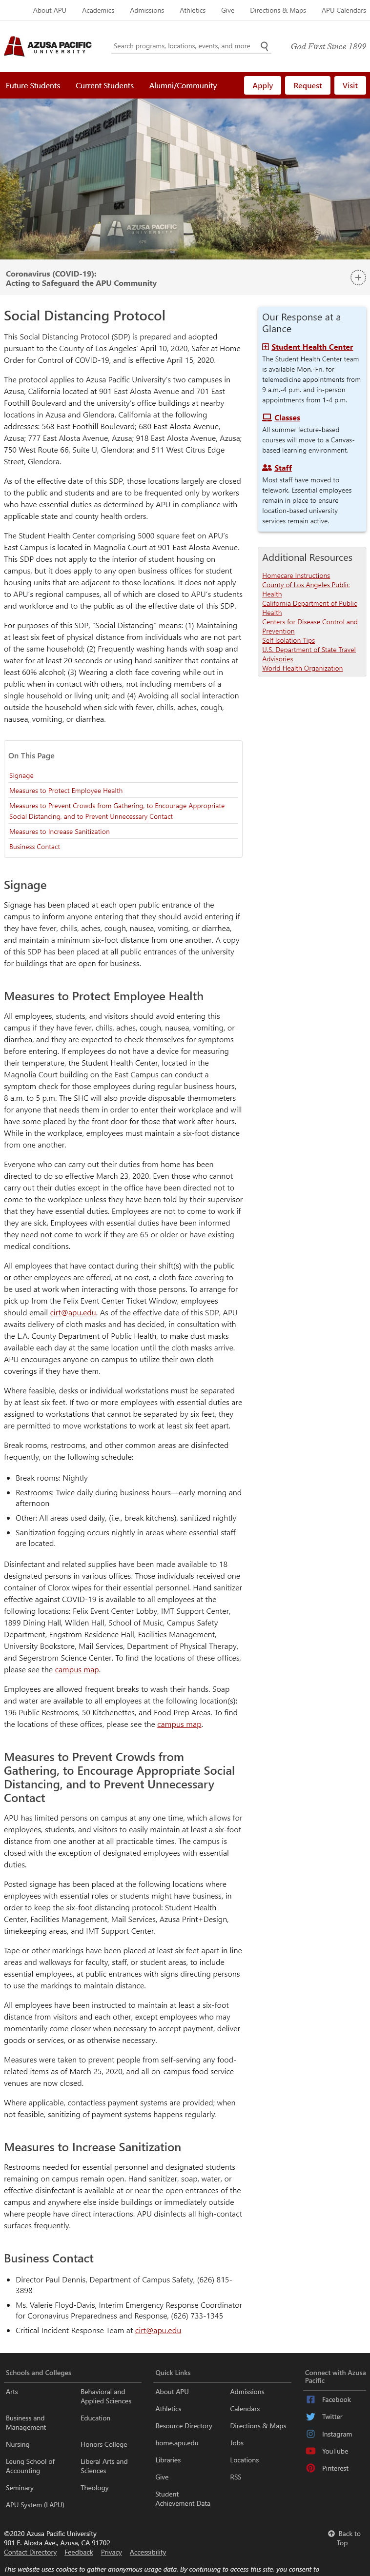 About APU
Academics
Admissions
Athletics
Give
Directions & Maps
APU Calendars
AZUSA PACIFIC
UNIVERSITY
Search programs, locations, events, and more
God First Since 1899
Future Students
Current Students
Alumni/Community
Apply
Request
Visit
AZUSA PACIFIC
Coronavirus (COVID-19):
Acting to Safeguard the APU Community
Social Distancing Protocol
This Social Distancing Protocol (SDP) is prepared and adopted
pursuant to the County of Los Angeles' April 10, 2020, Safer at Home
Order for Control of COVID-19, and is effective April 15, 2020.
The protocol applies to Azusa Pacific University's two campuses in
Azusa, California located at 901 East Alosta Avenue and 701 East
Foothill Boulevard and the university's office buildings at nearby
locations in Azusa and Glendora, California at the following
addresses: 568 East Foothill Boulevard; 680 East Alosta Avenue,
Azusa; 777 East Alosta Avenue, Azusa; 918 East Alosta Avenue, Azusa;
750 West Route 66, Suite U, Glendora; and 511 West Citrus Edge
Street, Glendora.
As of the effective date of this SDP, those locations largely are closed
to the public and students and are to be entered by employees only
where it has been deemed essential as determined by APU in compliance with
applicable state and county health orders.
The Student Health Center comprising 5000 square feet on APU's
East Campus is located in Magnolia Court at 901 East Alosta Avenue.
This SDP does not apply to the interior of student housing on
campus, but it does apply to any open business offices for student
housing units that might need to be accessed. It does not apply to
any off campus, all of APU's campuses are open to APU's students
and workforce, but not the public as of the effective date of this SDP.
For purposes of this SDP, "Social Distancing" means: (1) Maintaining
at least a six-foot distance from individuals who are not part of your
household (if applicable); (2) Frequently washing hands with soap and
water for at least 20 seconds or using hand sanitizer that has at
least 60% alcohol; (3) Wearing a cloth face covering while you are
in contact with others, not including members of a
single household or living unit; and (4) Avoiding all social interaction
outside the household when sick with fever, chills, aches, cough,
nausea, vomiting, or diarrhea.
On This Page
Signage
Measures to Protect Employee Health
Measures to Prevent Crowds from Gathering, to Encourage Appropriate
Social Distancing, and to Prevent Unnecessary Contact
Measures to Increase Sanitization
Business Contact
Signage
Signage has been placed at each open public entrance of the
campus to inform anyone entering that they should avoid entering if
they have fever, chills, aches, cough, nausea, vomiting, or diarrhea,
and maintain a minimum six-foot distance from one another. A copy
of this SDP has been placed at all public entrances of the university
for buildings that are open for business.
Measures to Protect Employee Health
All employees, students, and visitors should avoid entering this
campus if they have fever, chills, aches, cough, nausea, vomiting, or
diarrhea, and they are expected to check themselves for symptoms
before entering. If employees do not have a device for measuring
their temperature, the Student Health Center, located in the
Magnolia Court building on the East Campus can conduct a
symptom check for those employees during regular business hours,
8 a.m. to 5 p.m. The SHC will also provide disposable thermometers
for anyone that needs them in order to enter their workplace and will
have some placed by the front door for those that work after hours.
While in the workplace, employees must maintain a six-foot distance
from one another.
Everyone who can carry out their duties from home has been
directed to do so effective March 23, 2020. Even those who cannot
carry out their duties except in the office have been directed not to
come to the workplace unless they have been told by their supervisor
that they have essential duties. Employees are not to come to work if
they are sick. Employees with essential duties have been informed
they need not come to work if they are 65 or older or have existing
medical conditions.
All employees that have contact during their shift(s) with the public
or other employees are offered, at no cost, a cloth face covering to
be used at work when interacting with those persons. To arrange for
pick up from the Felix Event Center Ticket Window, employees
should email cirt@apu.edu. As of the effective date of this SDP, APU
awaits delivery of cloth masks and has decided, in consultation with
the L.A. County Department of Public Health, to make dust masks
available each day at the same location until the cloth masks arrive.
APU encourages anyone on campus to utilize their own cloth
coverings if they have them.
Where feasible, desks or individual workstations must be separated
by at least six feet. If two or more employees with essential duties are
assigned to workstations that cannot be separated by six feet, they
are permitted to move workstations to work at least six feet apart.
Break rooms, restrooms, and other common areas are disinfected
frequently, on the following schedule:
Break rooms: Nightly
Restrooms: Twice daily during business hours—early morning and
afternoon
Other: All areas used daily, (i.e., break kitchens), sanitized nightly
Sanitization fogging occurs nightly in areas where essential staff
are located.
Disinfectant and related supplies have been made available to 18
designated persons in various offices. Those individuals received one
container of Clorox wipes for their essential personnel. Hand sanitizer
effective against COVID-19 is available to all employees at the
following locations: Felix Event Center Lobby, IMT Support Center,
1899 Dining Hall, Wilden Hall, School of Music, Campus Safety
Department, Engstrom Residence Hall, Facilities Management,
University Bookstore, Mail Services, Department of Physical Therapy,
and Segerstrom Science Center. To find the locations of these offices,
please see the campus map.
Employees are allowed frequent breaks to wash their hands. Soap
and water are available to all employees at the following location(s):
196 Public Restrooms, 50 Kitchenettes, and Food Prep Areas. To find
the locations of these offices, please see the campus map.
Measures to Prevent Crowds from
Gathering, to Encourage Appropriate Social
Distancing, and to Prevent Unnecessary
Contact
APU has limited persons on campus at any one time, which allows for
employees, students, and visitors to easily maintain at least a six-foot
distance from one another at all practicable times. The campus is
closed with the exception of employees with essential
duties.
Posted signage has been placed at the following locations where
employees with essential roles or students might have business, in
order to keep the six-foot distancing protocol: Student Health
Center, Facilities Management, Mail Services, Azusa Print+Design,
timekeeping areas, and IMT Support Center.
Tape or other markings have been placed at least six feet apart in line
areas and walkways for faculty, staff, or student areas, to include
essential employees, at public entrances with signs directing persons
to use the markings to maintain distance.
All employees have been instructed to maintain at least a six-foot
distance from visitors and each other, except employees who may
momentarily come closer when necessary to accept payment, deliver
goods or services, or as otherwise necessary.
Measures were taken to prevent people from self-serving any food-
related items as of March 25, 2020, and all on-campus food service
venues are now closed.
Where applicable, contactless payment systems are provided; when
not feasible, sanitizing of payment systems happens regularly.
Measures to Increase Sanitization
Restrooms needed for essential personnel and designated students
remaining on campus remain open. Hand sanitizer, soap, water, or
effective disinfectant is available at or near the open entrances of the
campus and anywhere else inside buildings or immediately outside
where people have direct interactions. APU disinfects all high-contact
surfaces frequently.
Business Contact
Director Paul Dennis, Department of Campus Safety, (626) 815-
3898
Ms. Valerie Floyd-Davis, Interim Emergency Response Coordinator
for Coronavirus Preparedness and Response, (626) 733-1345
Critical Incident Response Team at cirt@apu.edu
Our Response at a
Glance
Student Health Center
The Student Health Center team
is available Mon.-Fri. for
telemedicine appointments from
9 a.m.-4 p.m. and in-person
appointments from 1-4 p.m.
Classes
All summer lecture-based
courses will move to a Canvas-
based learning environment.
Staff
Most staff have moved to
telework. Essential employees
remain in place to ensure
location-based university
services remain active.
Additional Resources
Homecare Instructions
County of Los Angeles Public
Health
California Department of Public
Health
Centers for Disease Control and
Prevention
Self Isolation Tips
U.S. Department of State Travel
Advisories
World Health Organization
Schools and Colleges
Arts
Behavioral and
Applied Sciences
Business and
Management
Education
Nursing
Honors College
Leung School of
Accounting
Liberal Arts and
Sciences
Seminary
Theology
APU System (LAPU)
Quick Links
About APU
Admissions
Athletics
Calendars
Resource Directory
Directions & Maps
home.apu.edu
Jobs
Libraries
Locations
Give
RSS
Student
Achievement Data
Connect with Azusa
Pacific
Facebook
Twitter
Instagram
YouTube
Pinterest
©2020 Azusa Pacific University
901 E. Alosta Ave., Azusa, CA 91702
Contact Directory
Feedback
Privacy
Accessibility
Back to
Top
This website uses cookies to gather anonymous usage data. By continuing to access this site, you consent to